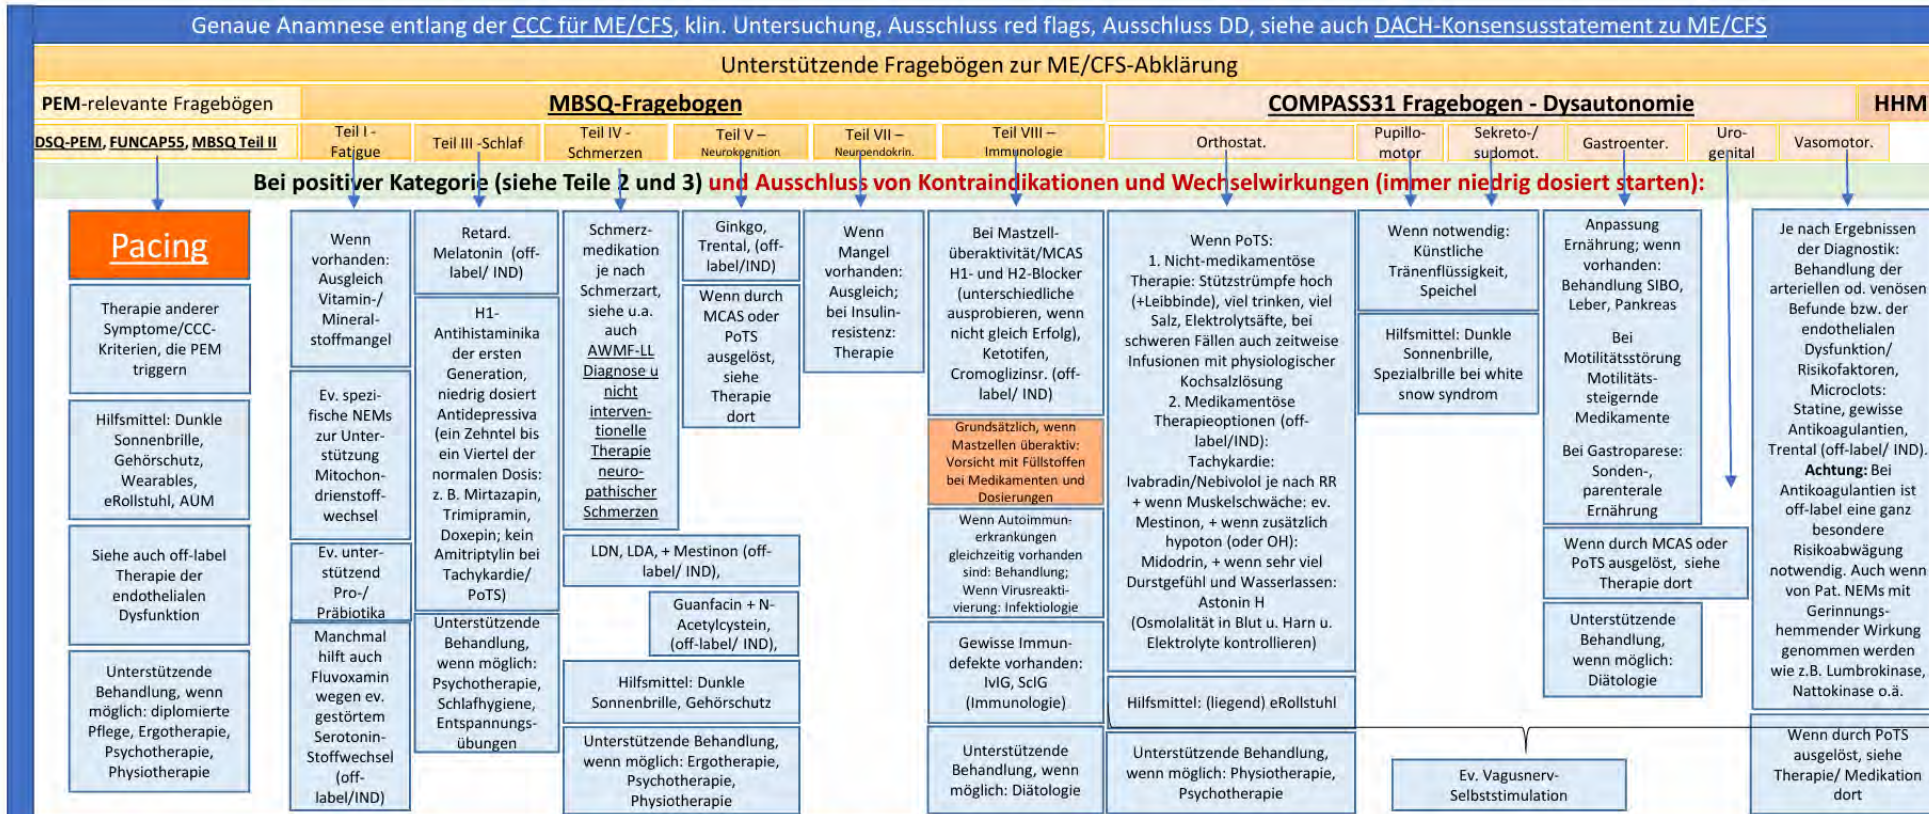 Genaue Anamnese entlang der CCC für ME/CFS, klin. Untersuchung, Ausschluss red flags, Ausschluss DD, siehe auch DACH-Konsensusstatement zu ME/CFS
Unterstützende Fragebögen zur ME/CFS-Abklärung
PEM-relevante Fragebögen
MBSQ-Fragebogen
COMPASS31 Fragebogen - Dysautonomie
HHM
DSQ-PEM, FUNCAP55, MBSQ Teil II
Teil I -
Fatigue
Teil III -Schlaf
Teil IV -
Schmerzen
Teil V –
Neurokognition
Teil VII –
Neuroendokrin.
Teil VIII –
Immunologie
Orthostat.
Pupillo-
motor
Sekreto-/
sudomot.
Gastroenter.
Uro-
genital
Vasomotor.
Bei positiver Kategorie (siehe Teile 2 und 3) und Ausschluss von Kontraindikationen und Wechselwirkungen (immer niedrig dosiert starten):
Pacing
Therapie anderer
Symptome/CCC-
Kriterien, die PEM
triggern
Hilfsmittel: Dunkle
Sonnenbrille,
Gehörschutz,
Wearables,
eRollstuhl, AUM
Siehe auch off-label
Therapie der
endothelialen
Dysfunktion
Unterstützende
Behandlung, wenn
möglich: diplomierte
Pflege, Ergotherapie,
Psychotherapie,
Physiotherapie
Wenn
vorhanden:
Ausgleich
Vitamin-/
Mineral-
stoffmangel
Ev. spezi-
fische NEMs
zur Unter-
stützung
Mitochon-
drienstoff-
wechsel
Ev. unter-
stützend
Pro-/
Präbiotika
Manchmal
hilft auch
Fluvoxamin
wegen ev.
gestörtem
Serotonin-
Stoffwechsel
(off-
label/IND)
Retard.
Melatonin (off-
label/ IND)
H1-
Antihistaminika
der ersten
Generation,
niedrig dosiert
Antidepressiva
(ein Zehntel bis
ein Viertel der
normalen Dosis:
z. B. Mirtazapin,
Trimipramin,
Doxepin; kein
Amitriptylin bei
Tachykardie/
PoTS)
Unterstützende
Behandlung,
wenn möglich:
Psychotherapie,
Schlafhygiene,
Entspannungs-
übungen
Schmerz-
medikation
je nach
Schmerzart,
siehe u.a.
auch
AWMF-LL
Diagnose u
nicht
interven-
tionelle
Therapie
neuro-
pathischer
Schmerzen
Ginkgo,
Trental, (off-
label/IND)
Wenn durch
MCAS oder
PoTS
ausgelöst,
siehe
Therapie
dort
LDN, LDA, + Mestinon (off-
label/ IND),
Guanfacin + N-
Acetylcystein,
(off-label/ IND),
Hilfsmittel: Dunkle
Sonnenbrille, Gehörschutz
Unterstützende Behandlung,
wenn möglich: Ergotherapie,
Psychotherapie,
Physiotherapie
Wenn
Mangel
vorhanden:
Ausgleich;
bei Insulin-
resistenz:
Therapie
Bei Mastzell-
überaktivität/MCAS
H1- und H2-Blocker
(unterschiedliche
ausprobieren, wenn
nicht gleich Erfolg),
Ketotifen,
Cromoglizinsr. (off-
label/ IND)
Grundsätzlich, wenn
Mastzellen überaktiv:
Vorsicht mit Füllstoffen
bei Medikamenten und
Dosierungen
Wenn Autoimmun-
erkrankungen
gleichzeitig vorhanden
sind: Behandlung;
Wenn Virusreakti-
vierung: Infektiologie
Gewisse Immun-
defekte vorhanden:
IvIG, ScIG
(Immunologie)
Unterstützende
Behandlung, wenn
möglich: Diätologie
Wenn PoTS:
1. Nicht-medikamentöse
Therapie: Stützstrümpfe hoch
(+Leibbinde), viel trinken, viel
Salz, Elektrolytsäfte, bei
schweren Fällen auch zeitweise
Infusionen mit physiologischer
Kochsalzlösung
2. Medikamentöse
Therapieoptionen (off-
label/IND):
Tachykardie:
Ivabradin/Nebivolol je nach RR
+ wenn Muskelschwäche: ev.
Mestinon, + wenn zusätzlich
hypoton (oder OH):
Midodrin, + wenn sehr viel
Durstgefühl und Wasserlassen:
Astonin H
(Osmolalität in Blut u. Harn u.
Elektrolyte kontrollieren)
Hilfsmittel: (liegend) eRollstuhl
Unterstützende Behandlung,
wenn möglich: Physiotherapie,
Psychotherapie
Wenn notwendig:
Künstliche
Tränenflüssigkeit,
Speichel
Hilfsmittel: Dunkle
Sonnenbrille,
Spezialbrille bei white
snow syndrom
Anpassung
Ernährung; wenn
vorhanden:
Behandlung SIBO,
Leber, Pankreas
Bei
Motilitätsstörung
Motilitäts-
steigernde
Medikamente
Bei Gastroparese:
Sonden-,
parenterale
Ernährung
Wenn durch MCAS oder
PoTS ausgelöst, siehe
Therapie dort
Unterstützende
Behandlung,
wenn möglich:
Diätologie
Ev. Vagusnerv-
Selbststimulation
Je nach Ergebnissen
der Diagnostik:
Behandlung der
arteriellen od. venösen
Befunde bzw. der
endothelialen
Dysfunktion/
Risikofaktoren,
Microclots:
Statine, gewisse
Antikoagulantien,
Trental (off-label/ IND).
Achtung: Bei
Antikoagulantien ist
off-label eine ganz
besondere
Risikoabwägung
notwendig. Auch wenn
von Pat. NEMs mit
Gerinnungs-
hemmender Wirkung
genommen werden
wie z.B. Lumbrokinase,
Nattokinase o.ä.
Wenn durch PoTS
ausgelöst, siehe
Therapie/ Medikation
dort